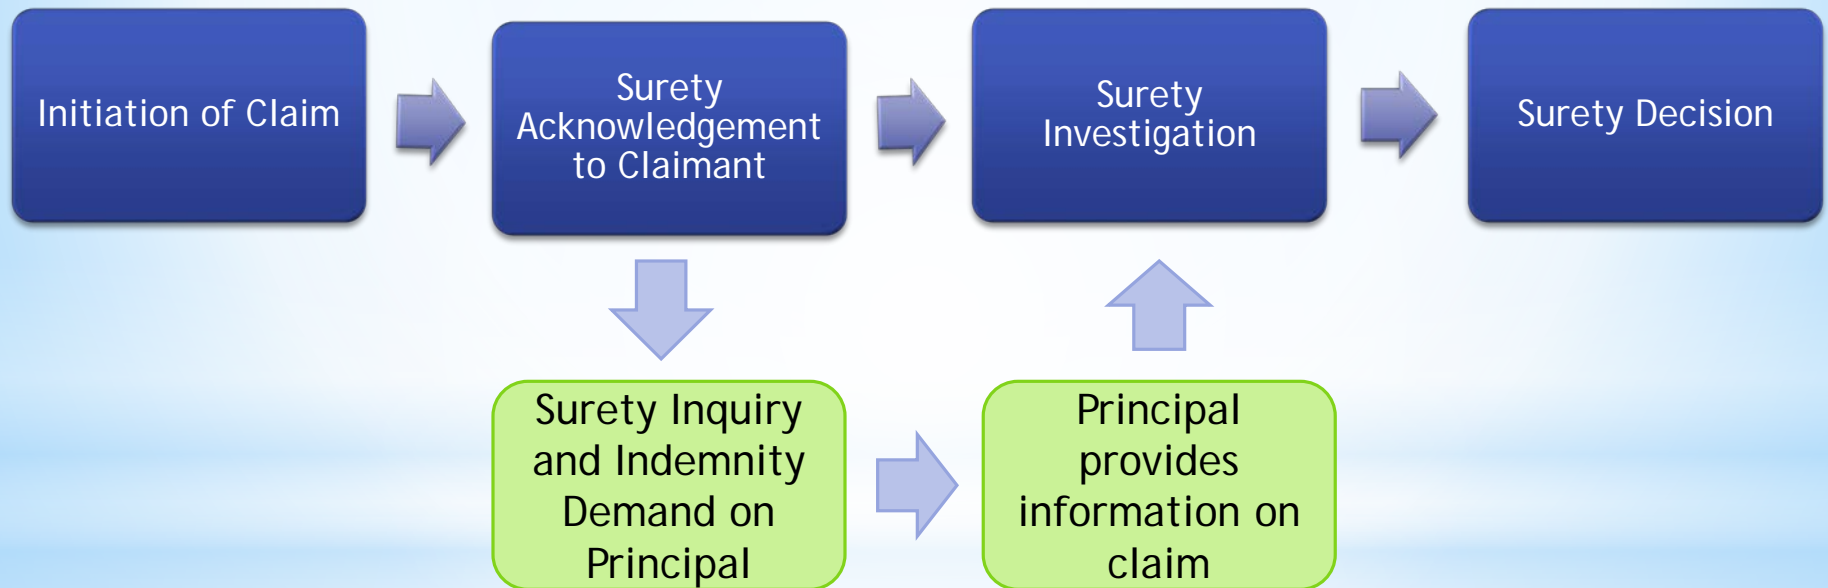 Initiation of Claim
Surety
Acknowledgement
to Claimant
Surety
Investigation
Surety Decision
Surety Inquiry
and Indemnity
Demand on
Principal
Principal
provides
information on
claim